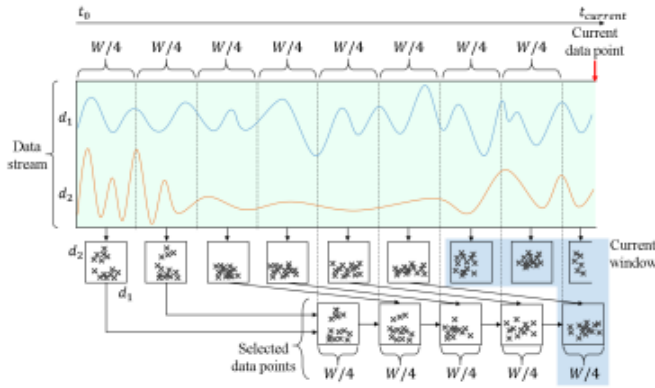 t₀ t_current
W/4 W/4 W/4 W/4 W/4 W/4 W/4 W/4
Current
data point
Data
stream
d₁
d₂
d₂
d₁
Current
window
Selected
data points
W/4 W/4 W/4 W/4 W/4